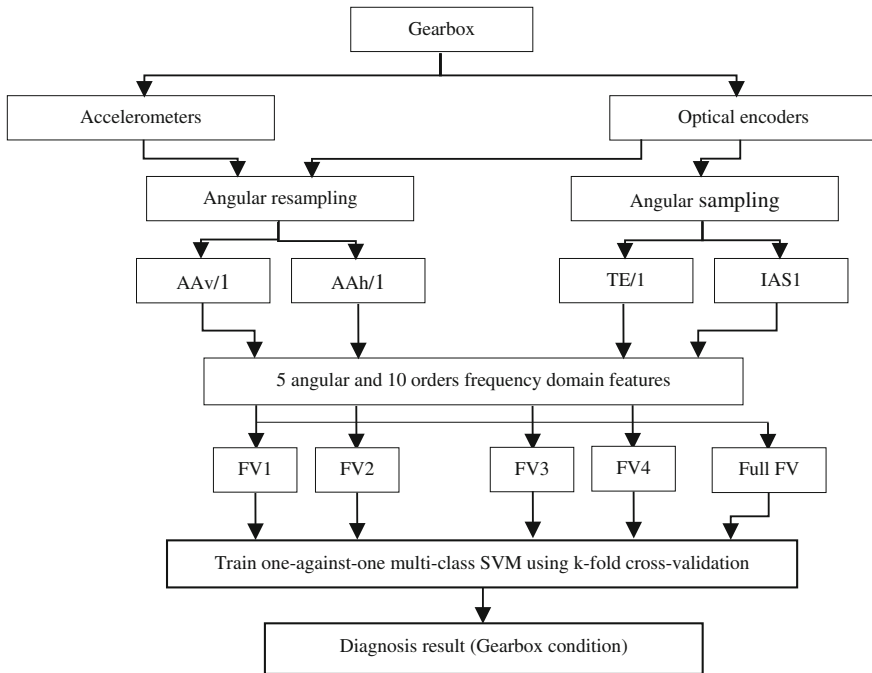 Gearbox
Accelerometers
Optical encoders
Angular resampling
Angular sampling
AAv/1
AAh/1
TE/1
IAS1
5 angular and 10 orders frequency domain features
FV1
FV2
FV3
FV4
Full FV
Train one-against-one multi-class SVM using k-fold cross-validation
Diagnosis result (Gearbox condition)